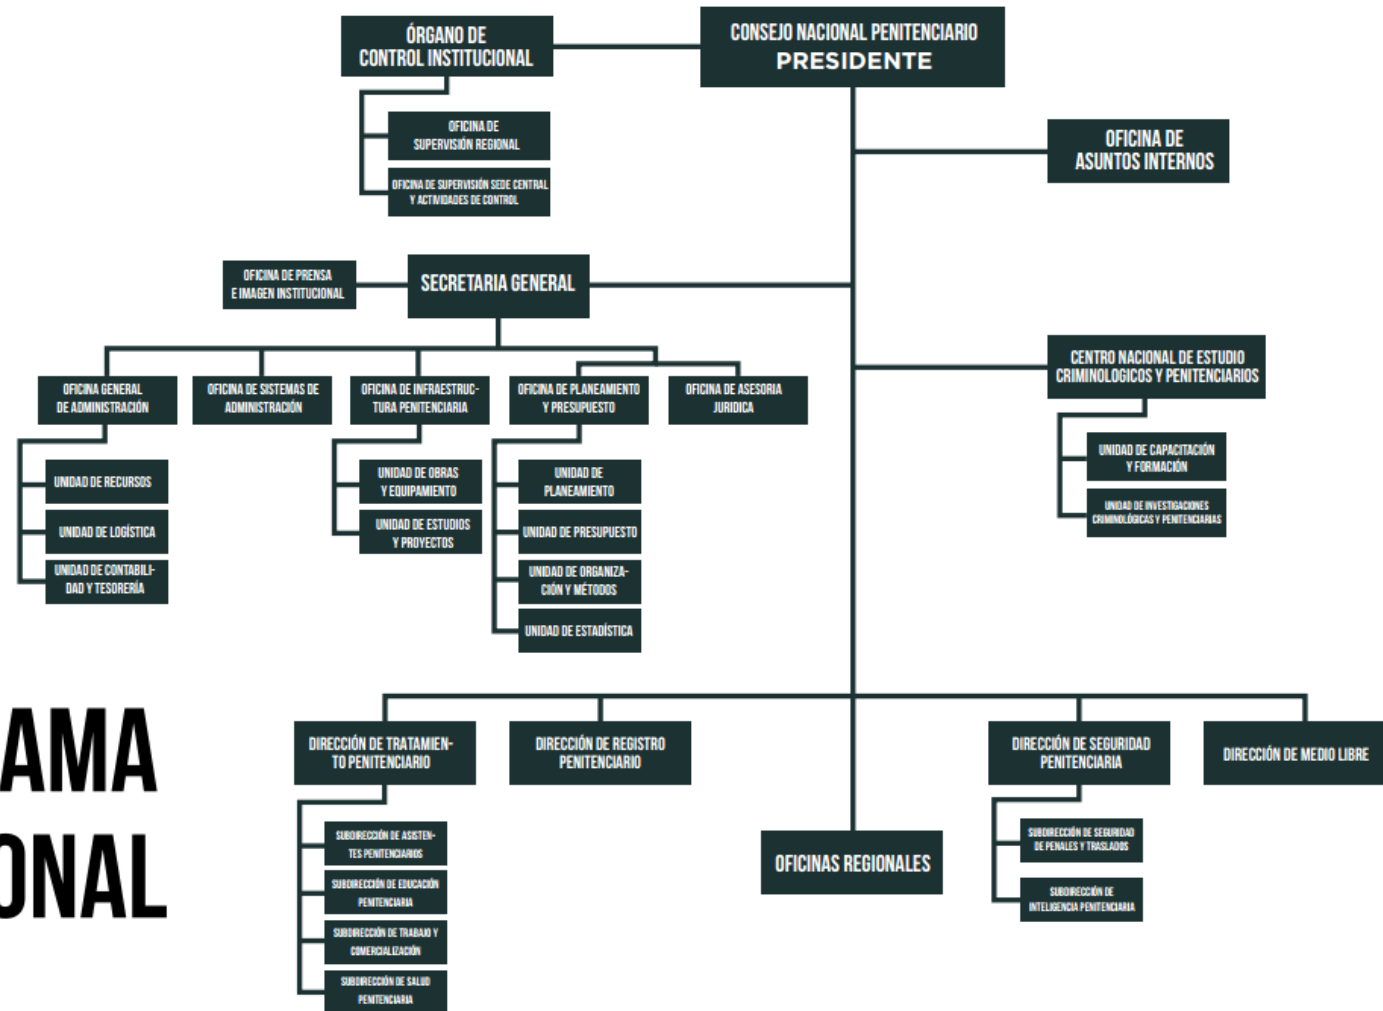 ÓRGANO DE
CONTROL INSTITUCIONAL
CONSEJO NACIONAL PENITENCIARIO
PRESIDENTE
OFICINA DE
SUPERVISIÓN REGIONAL
OFICINA DE SUPERVISIÓN SEDE CENTRAL
Y ACTIVIDADES DE CONTROL
OFICINA DE
ASUNTOS INTERNOS
OFICINA DE PRENSA
E IMAGEN INSTITUCIONAL
SECRETARIA GENERAL
CENTRO NACIONAL DE ESTUDIO
CRIMINOLOGICOS Y PENITENCIARIOS
UNIDAD DE CAPACITACIÓN
Y FORMACIÓN
UNIDAD DE INVESTIGACIONES
CRIMINOLÓGICAS Y PENITENCIARIAS
OFICINA GENERAL
DE ADMINISTRACIÓN
OFICINA DE SISTEMAS DE
ADMINISTRACIÓN
OFICINA DE INFRAESTRUC-
TURA PENITENCIARIA
OFICINA DE PLANEAMIENTO
Y PRESUPUESTO
OFICINA DE ASESORIA
JURIDICA
UNIDAD DE RECURSOS
UNIDAD DE LOGÍSTICA
UNIDAD DE CONTABILI-
DAD Y TESORERÍA
UNIDAD DE OBRAS
Y EQUIPAMIENTO
UNIDAD DE ESTUDIOS
Y PROYECTOS
UNIDAD DE
PLANEAMIENTO
UNIDAD DE PRESUPUESTO
UNIDAD DE ORGANIZA-
CIÓN Y MÉTODOS
UNIDAD DE ESTADÍSTICA
AMA
ONAL
DIRECCIÓN DE TRATAMIEN-
TO PENITENCIARIO
DIRECCIÓN DE REGISTRO
PENITENCIARIO
DIRECCIÓN DE SEGURIDAD
PENITENCIARIA
DIRECCIÓN DE MEDIO LIBRE
SUBDIRECCIÓN DE ASISTEN-
TES PENITENCIARIOS
SUBDIRECCIÓN DE EDUCACIÓN
PENITENCIARIA
SUBDIRECCIÓN DE TRABAJO Y
COMERCIALIZACIÓN
SUBDIRECCIÓN DE SALUD
PENITENCIARIA
OFICINAS REGIONALES
SUBDIRECCIÓN DE SEGURIDAD
DE PENALES Y TRASLADOS
SUBDIRECCIÓN DE
INTELIGENCIA PENITENCIARIA